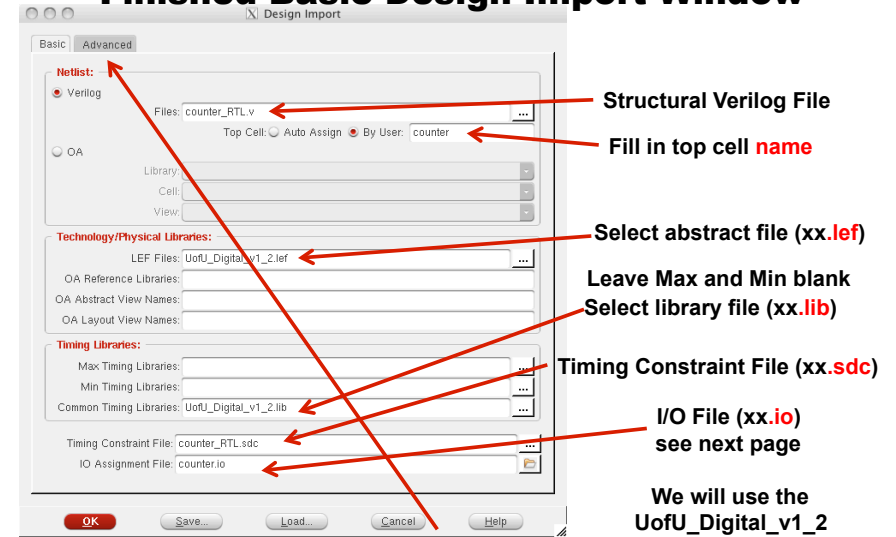 Finished Basic Design Import Window
Design Import
Basic
Advanced
Netlist:
Verilog
Files: counter_RTL.v ...
Structural Verilog File
Top Cell: Auto Assign By User: counter
Fill in top cell name
OA
Library:
Cell:
View:
Technology/Physical Libraries:
Select abstract file (xx.lef)
LEF Files: UofU_Digital_v1_2.lef ...
OA Reference Libraries:
OA Abstract View Names:
OA Layout View Names:
Leave Max and Min blank
Select library file (xx.lib)
Timing Libraries:
Max Timing Libraries: ...
Min Timing Libraries: ...
Common Timing Libraries: UofU_Digital_v1_2.lib ...
Timing Constraint File (xx.sdc)
Timing Constraint File: counter_RTL.sdc ...
IO Assignment File: counter.io
I/O File (xx.io)
see next page
We will use the
UofU_Digital_v1_2
OK Save... Load... Cancel Help